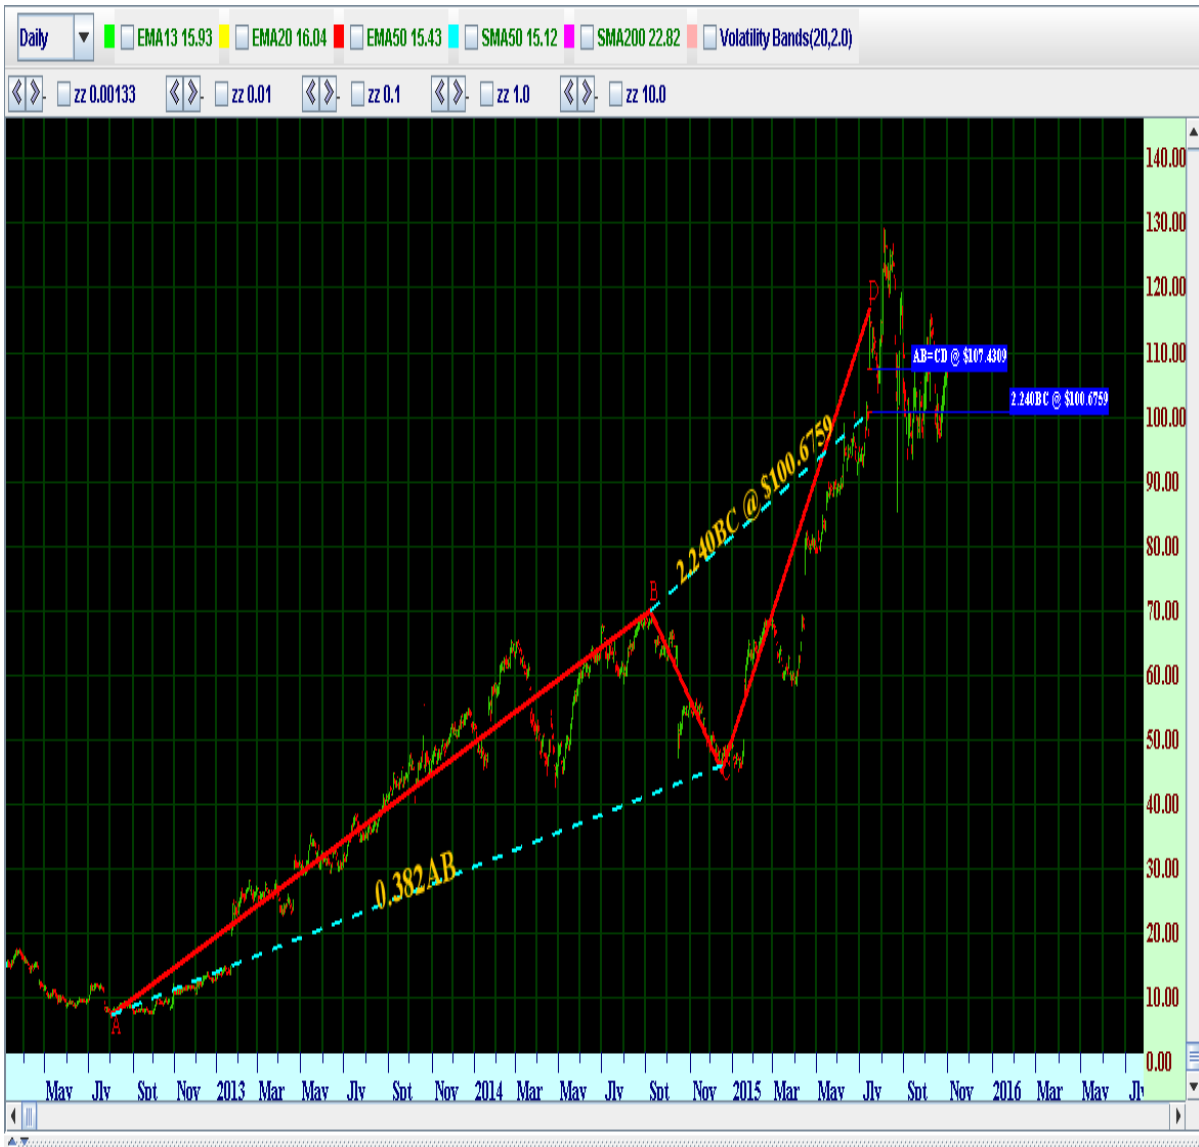 Daily EMA13 15.93 EMA20 16.04 EMA50 15.43 SMA50 15.12 SMA200 22.82 Volatility Bands(20,2.0)
zz 0.00133 zz 0.01 zz 0.1 zz 1.0 zz 10.0
140.00
130.00
120.00
D
110.00
AB=CD @ $107.4309
2.240BC @ $100.6759
100.00
2.240BC @ $100.6759
90.00
80.00
B
70.00
60.00
50.00
C
40.00
0.382AB
30.00
20.00
10.00
A
0.00
May Jly Spt Nov 2013 Mar May Jly Spt Nov 2014 Mar May Jly Spt Nov 2015 Mar May Jly Spt Nov 2016 Mar May Jly